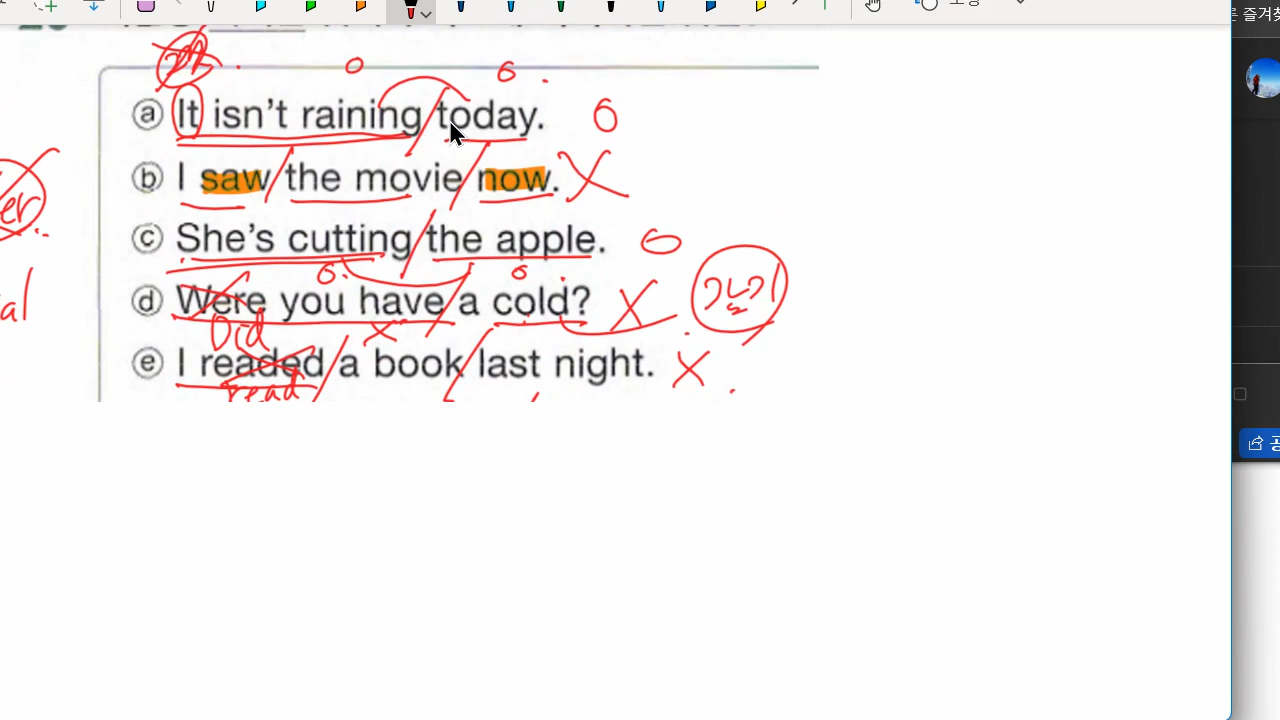 ⓐ It isn't raining today.
ⓑ I saw the movie now.
ⓒ She's cutting the apple.
ⓓ Were you have a cold?
Did
감기
ⓔ I readed a book last night.
read